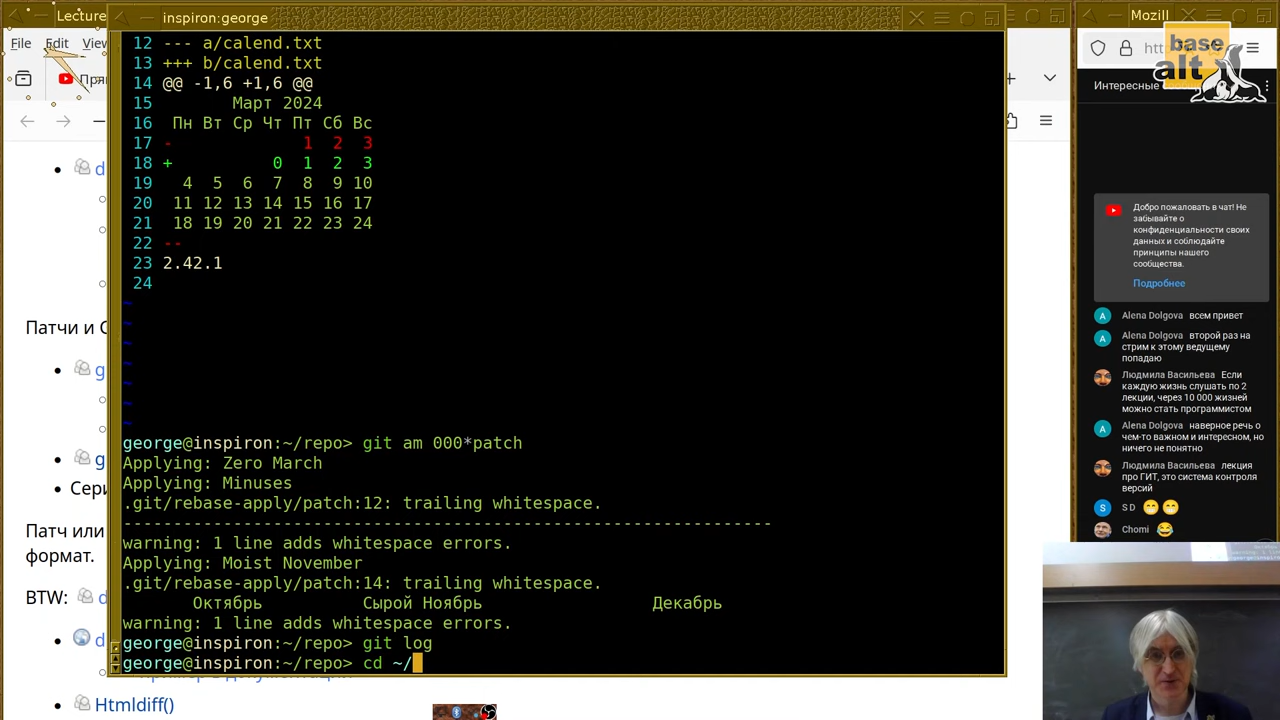 Lecture
inspiron:george
Mozill
File Edit View
12 --- a/calend.txt
13 +++ b/calend.txt
14 @@ -1,6 +1,6 @@
15 Март 2024
16 Пн Вт Ср Чт Пт Сб Вс
17 - 1 2 3
18 + 0 1 2 3
19 4 5 6 7 8 9 10
20 11 12 13 14 15 16 17
21 18 19 20 21 22 23 24
22 --
23 2.42.1
24
~
~
~
~
~
~
~
george@inspiron:~/repo> git am 000*patch
Applying: Zero March
Applying: Minuses
.git/rebase-apply/patch:12: trailing whitespace.
-----------------------------------------------------------------
warning: 1 line adds whitespace errors.
Applying: Moist November
.git/rebase-apply/patch:14: trailing whitespace.
Октябрь Сырой Ноябрь Декабрь
warning: 1 line adds whitespace errors.
george@inspiron:~/repo> git log
george@inspiron:~/repo> cd ~/
Патчи и
Патч или
формат.
BTW:
Htmldiff()
base
alt
Интересные
Добро пожаловать в чат! Не
забывайте о
конфиденциальности своих
данных и соблюдайте
принципы нашего
сообщества.
Подробнее
Alena Dolgova всем привет
Alena Dolgova второй раз на
стрим к этому ведущему
попадаю
Людмила Васильева Если
каждую жизнь слушать по 2
лекции, через 10 000 жизней
можно стать программистом
Alena Dolgova наверное речь о
чем-то важном и интересном, но
ничего не понятно
Людмила Васильева лекция
про ГИТ, это система контроля
версий
S D 😁😁
Chomi 😂